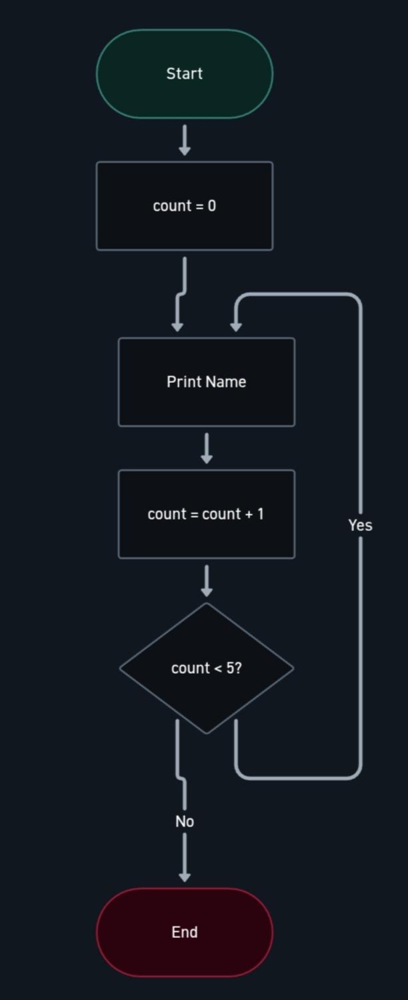 Start
count = 0
Print Name
count = count + 1
Yes
count < 5?
No
End